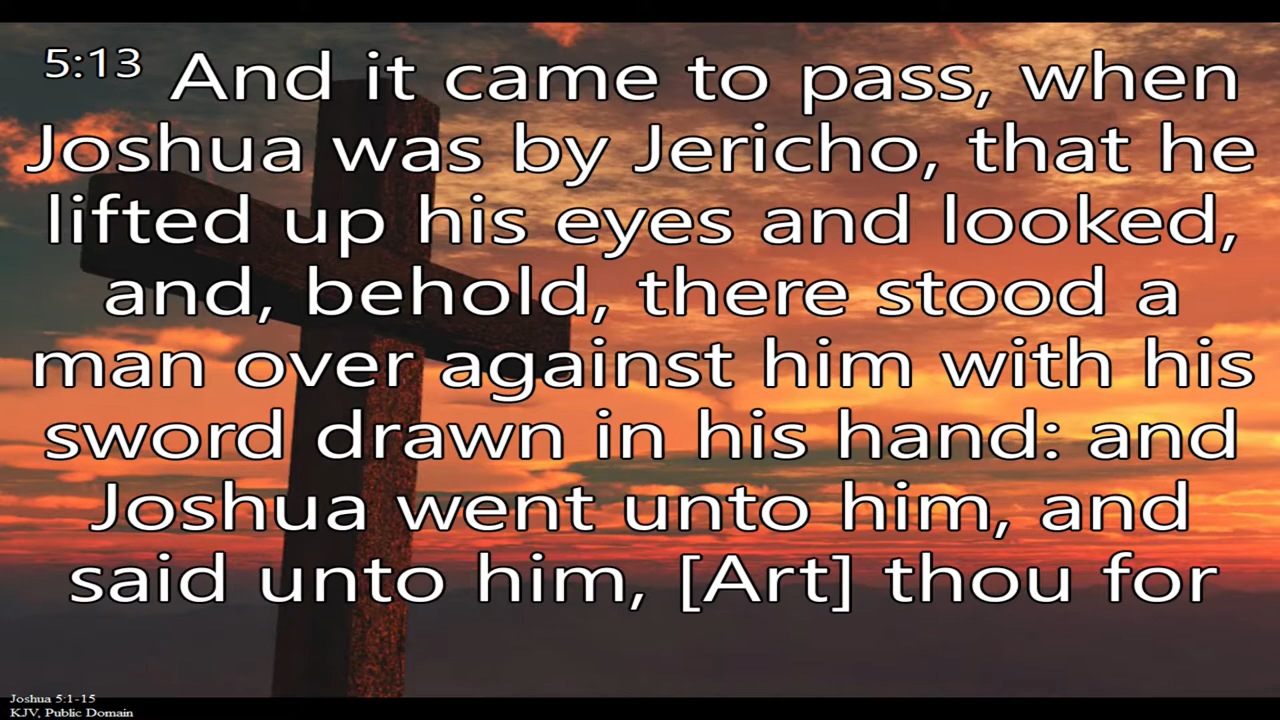 5:13 And it came to pass, when
Joshua was by Jericho, that he
lifted up his eyes and looked,
and, behold, there stood a
man over against him with his
sword drawn in his hand: and
Joshua went unto him, and
said unto him, [Art] thou for
Joshua 5:1-15
KJV, Public Domain